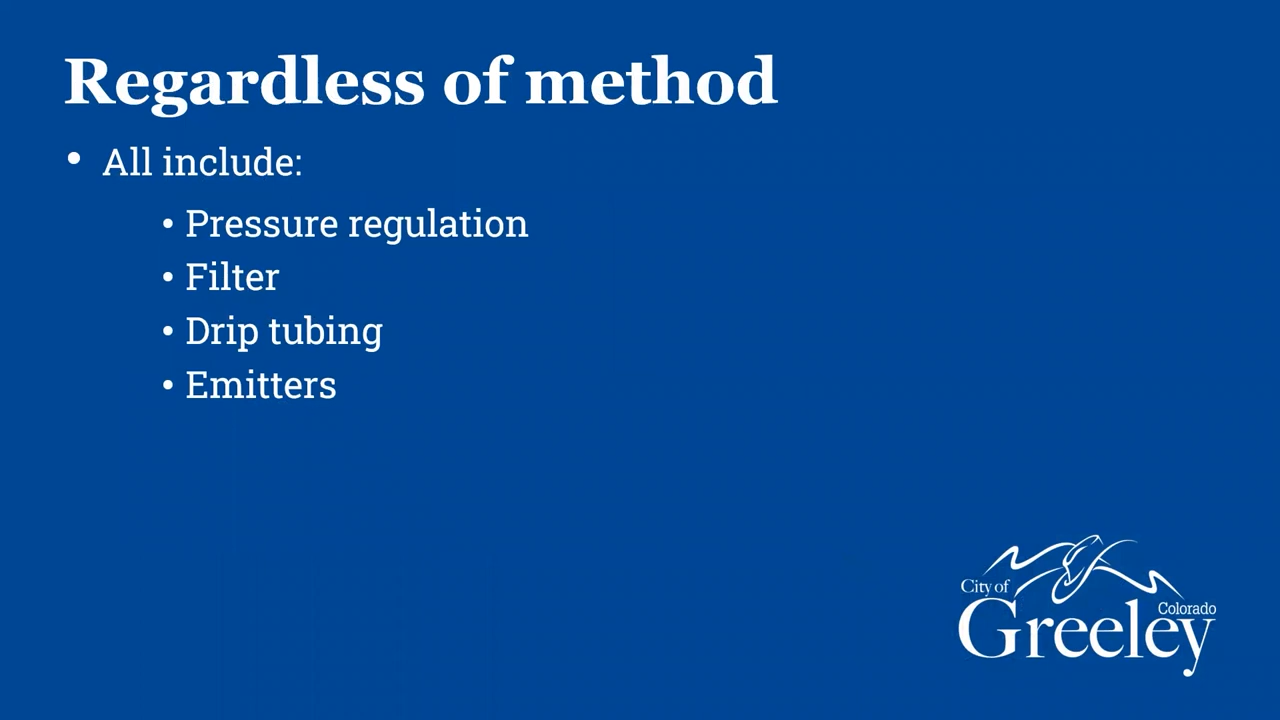 Regardless of method
• All include:
• Pressure regulation
• Filter
• Drip tubing
• Emitters
City of
Greeley
Colorado